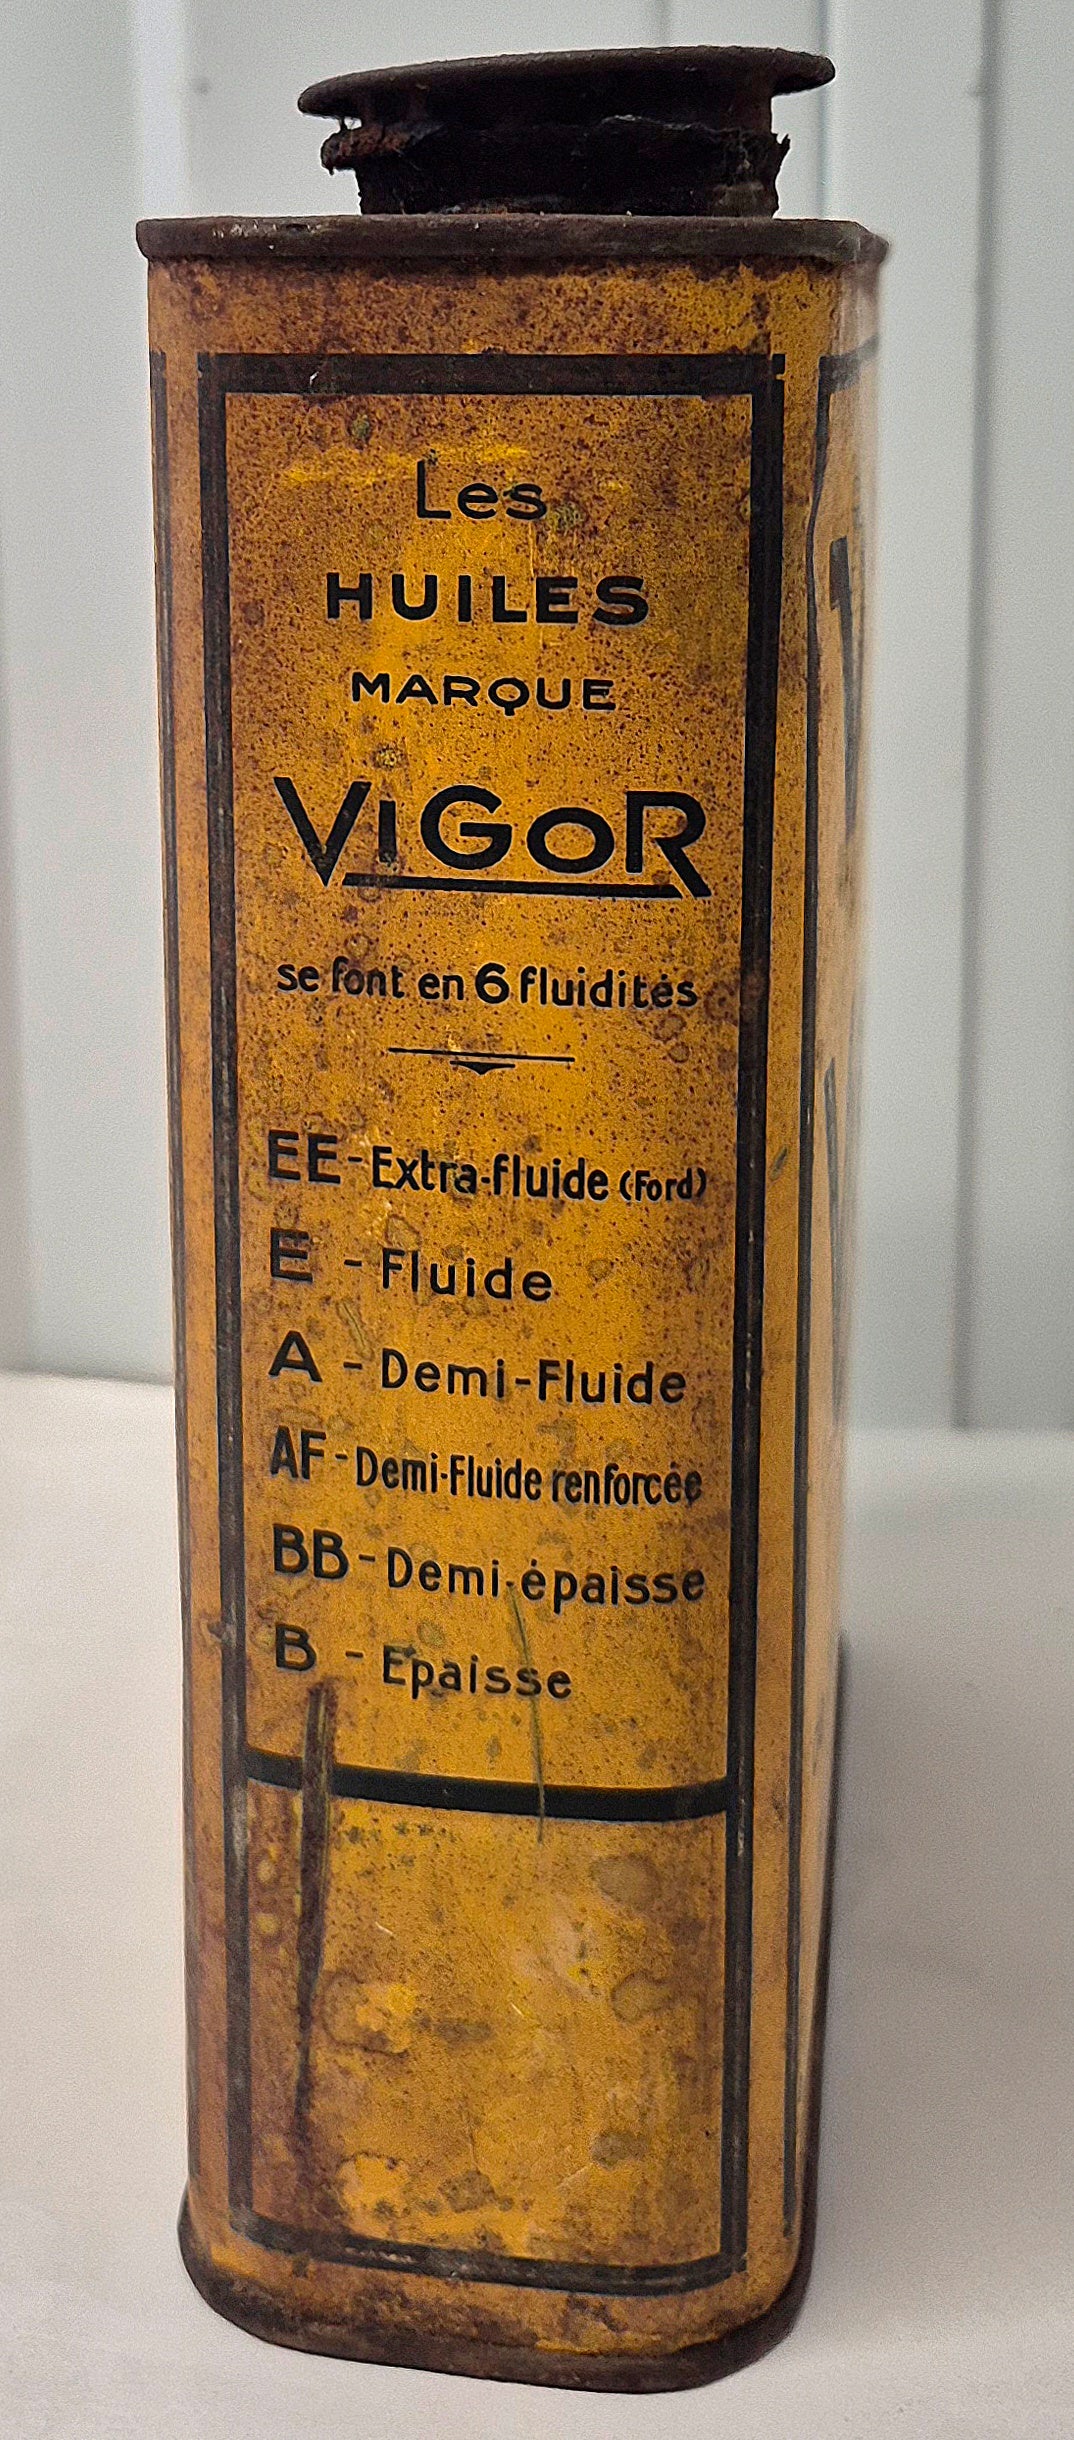 Les
HUILES
MARQUE
ViGoR
se font en 6 fluidités
EE - Extra-fluide (Ford)
E - Fluide
A - Demi-Fluide
AF - Demi-Fluide renforcée
BB - Demi-épaisse
B - Epaisse